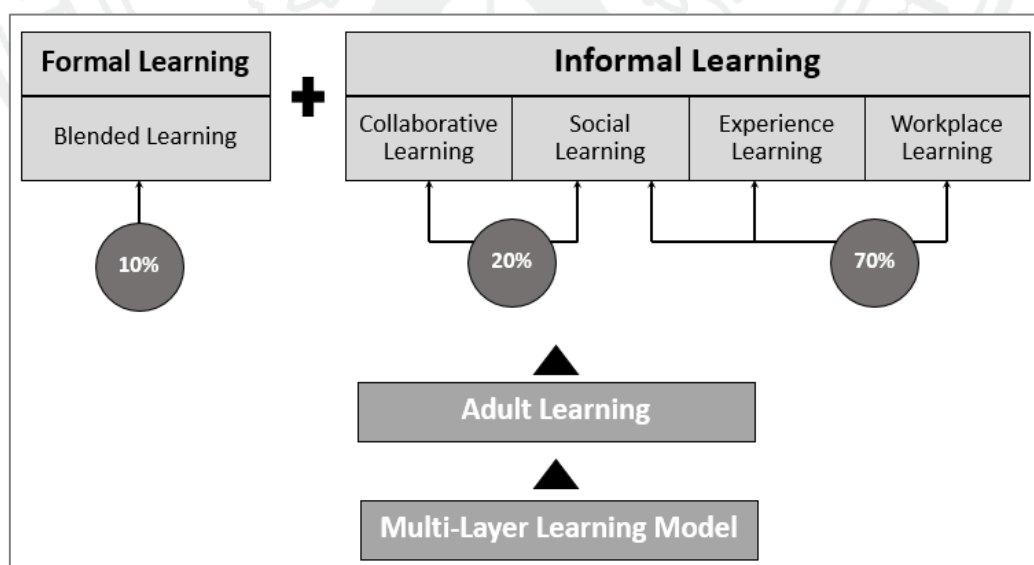 Formal Learning
Blended Learning
Informal Learning
Collaborative
Learning
Social
Learning
Experience
Learning
Workplace
Learning
10%
20%
70%
Adult Learning
Multi-Layer Learning Model